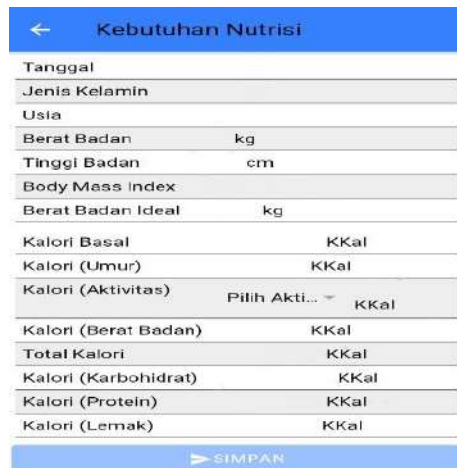 Kebutuhan Nutrisi
Tanggal
Jenis Kelamin
Usia
Berat Badan kg
Tinggi Badan cm
Body Mass Index
Berat Badan Ideal kg
Kalori Basal KKal
Kalori (Umur) KKal
Kalori (Aktivitas) Pilih Akti... KKal
Kalori (Berat Badan) KKal
Total Kalori KKal
Kalori (Karbohidrat) KKal
Kalori (Protein) KKal
Kalori (Lemak) KKal
SIMPAN